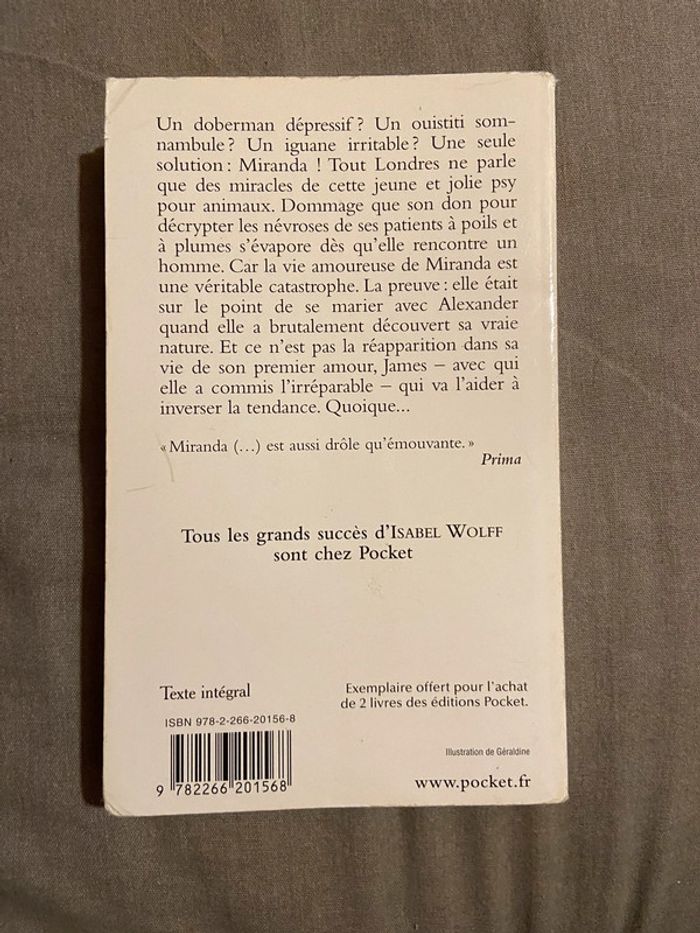 Un doberman dépressif ? Un ouistiti som-
nambule ? Un iguane irritable ? Une seule
solution : Miranda ! Tout Londres ne parle
que des miracles de cette jeune et jolie psy
pour animaux. Dommage que son don pour
décrypter les névroses de ses patients à poils et
à plumes s'évapore dès qu'elle rencontre un
homme. Car la vie amoureuse de Miranda est
une véritable catastrophe. La preuve : elle était
sur le point de se marier avec Alexander
quand elle a brutalement découvert sa vraie
nature. Et ce n'est pas la réapparition dans sa
vie de son premier amour, James – avec qui
elle a commis l'irréparable – qui va l'aider à
inverser la tendance. Quoique...
« Miranda (...) est aussi drôle qu'émouvante. »
Prima
Tous les grands succès d'ISABEL WOLFF
sont chez Pocket
Texte intégral
Exemplaire offert pour l'achat
de 2 livres des éditions Pocket.
ISBN 978-2-266-20156-8
9 782266 201568
Illustration de Géraldine
www.pocket.fr